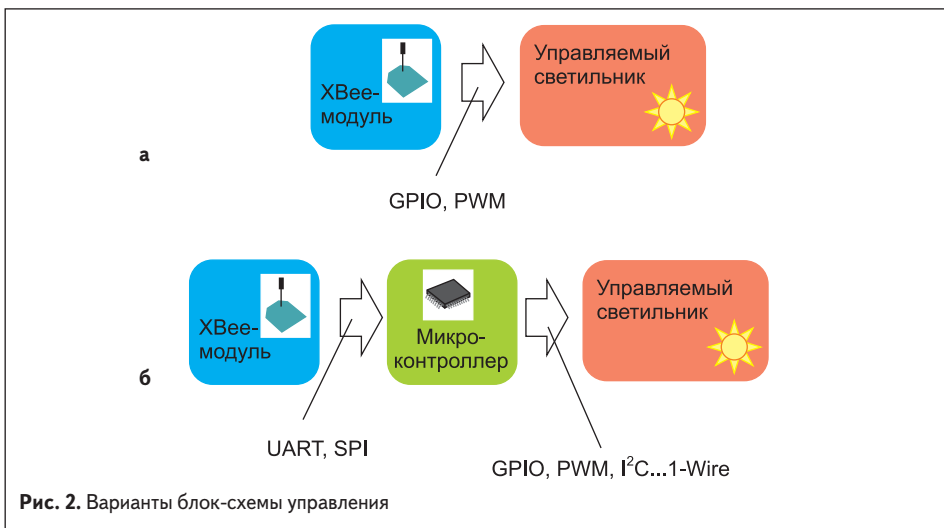 XBee-
модуль
Управляемый
светильник
а
GPIO, PWM
XBee-
модуль
Микро-
контроллер
Управляемый
светильник
б
UART, SPI
GPIO, PWM, I²C...1-Wire
Рис. 2. Варианты блок-схемы управления